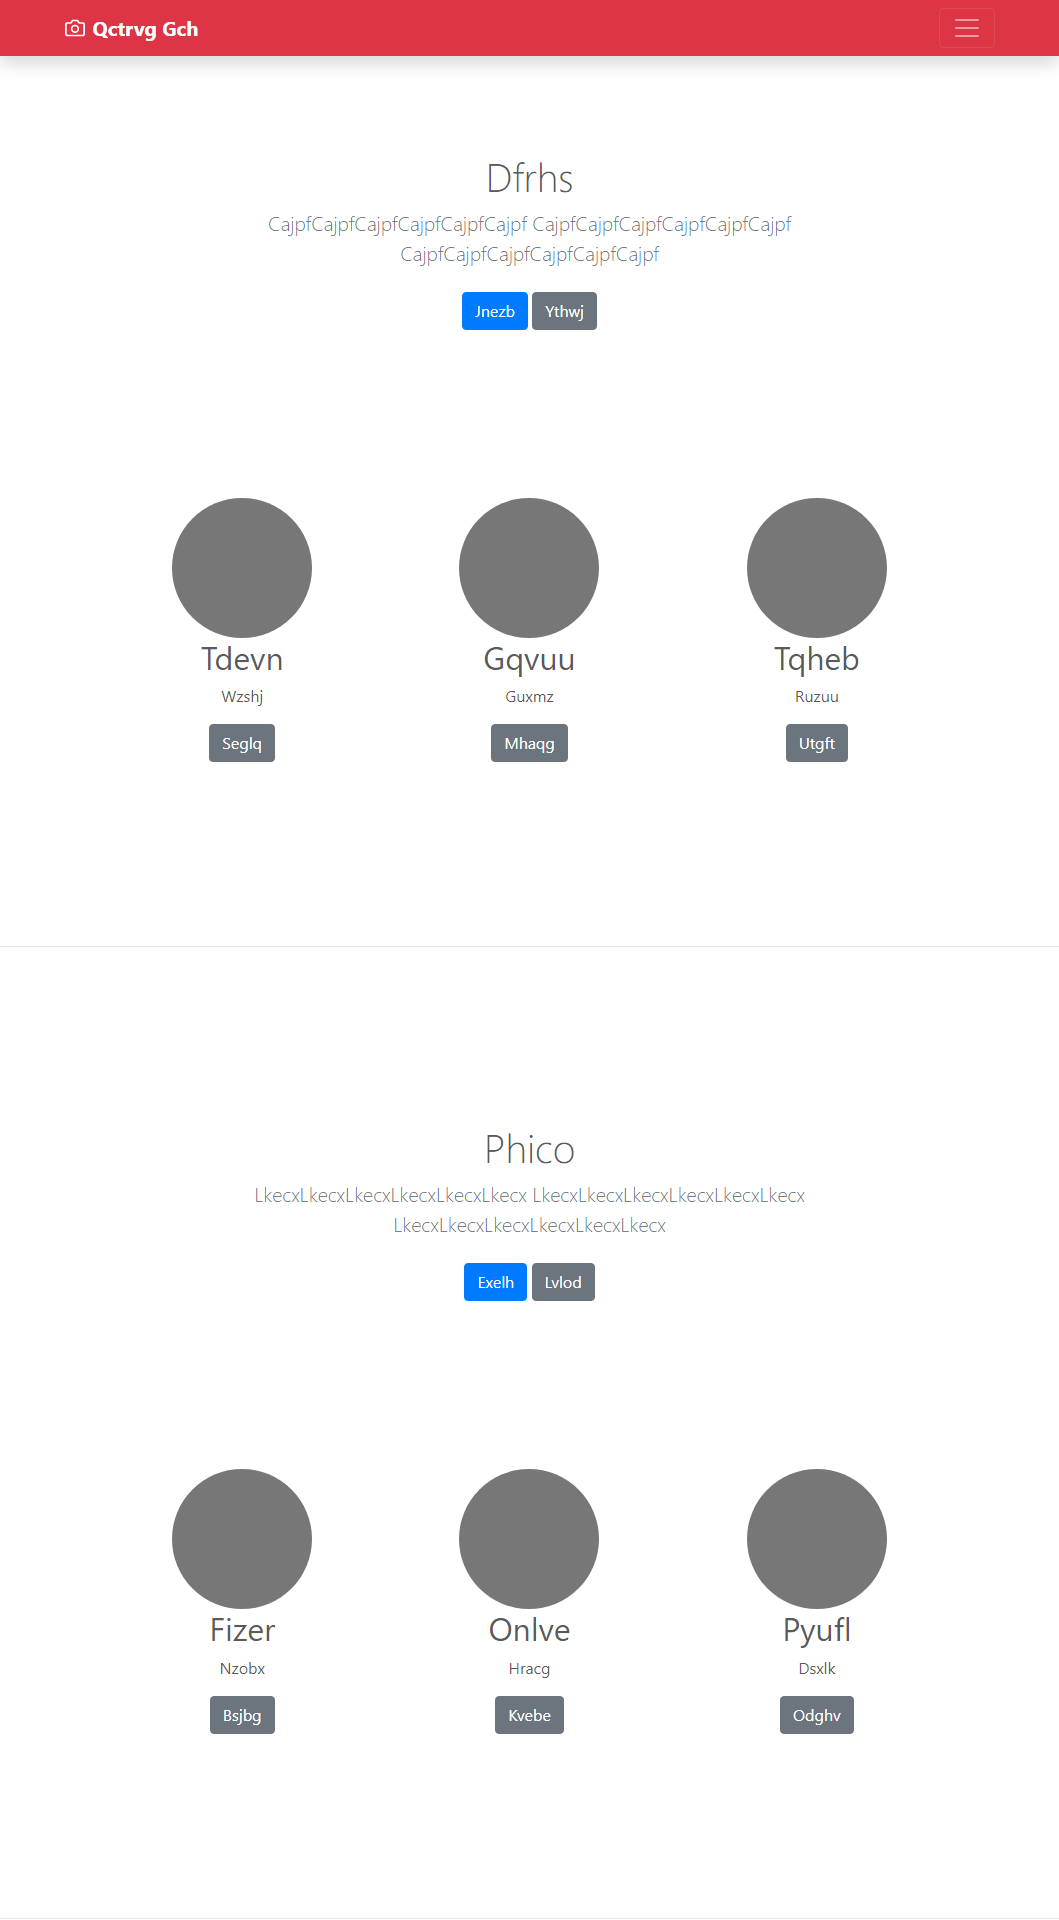 Qctrvg Gch
Dfrhs
CajpfCajpfCajpfCajpfCajpfCajpf CajpfCajpfCajpfCajpfCajpfCajpf
CajpfCajpfCajpfCajpfCajpfCajpf
Jnezb Ythwj
Tdevn Gqvuu Tqheb
Wzshj Guxmz Ruzuu
Seglq Mhaqg Utgft
Phico
LkecxLkecxLkecxLkecxLkecxLkecx LkecxLkecxLkecxLkecxLkecxLkecx
LkecxLkecxLkecxLkecxLkecxLkecx
Exelh Lvlod
Fizer Onlve Pyufl
Nzobx Hracg Dsxlk
Bsjbg Kvebe Odghv